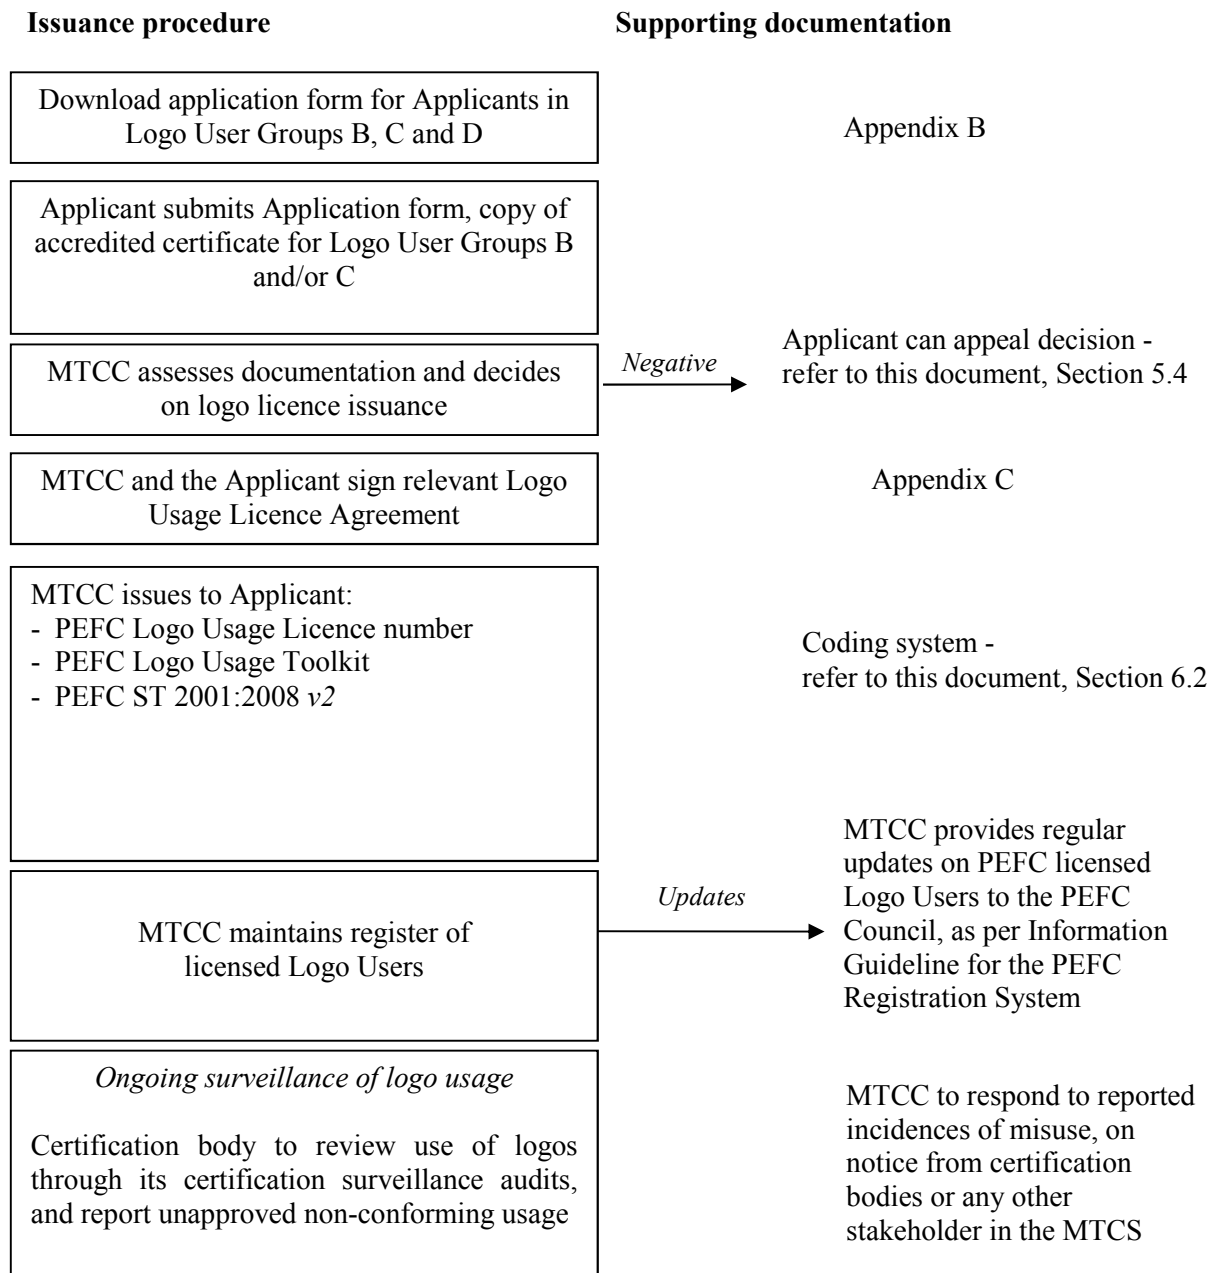 Issuance procedure
Supporting documentation
Download application form for Applicants in
Logo User Groups B, C and D
Appendix B
Applicant submits Application form, copy of
accredited certificate for Logo User Groups B
and/or C
MTCC assesses documentation and decides
on logo licence issuance
Negative
Applicant can appeal decision -
refer to this document, Section 5.4
MTCC and the Applicant sign relevant Logo
Usage Licence Agreement
Appendix C
MTCC issues to Applicant:
- PEFC Logo Usage Licence number
- PEFC Logo Usage Toolkit
- PEFC ST 2001:2008 v2
Coding system -
refer to this document, Section 6.2
MTCC maintains register of
licensed Logo Users
Updates
MTCC provides regular
updates on PEFC licensed
Logo Users to the PEFC
Council, as per Information
Guideline for the PEFC
Registration System
Ongoing surveillance of logo usage
Certification body to review use of logos
through its certification surveillance audits,
and report unapproved non-conforming usage
MTCC to respond to reported
incidences of misuse, on
notice from certification
bodies or any other
stakeholder in the MTCS